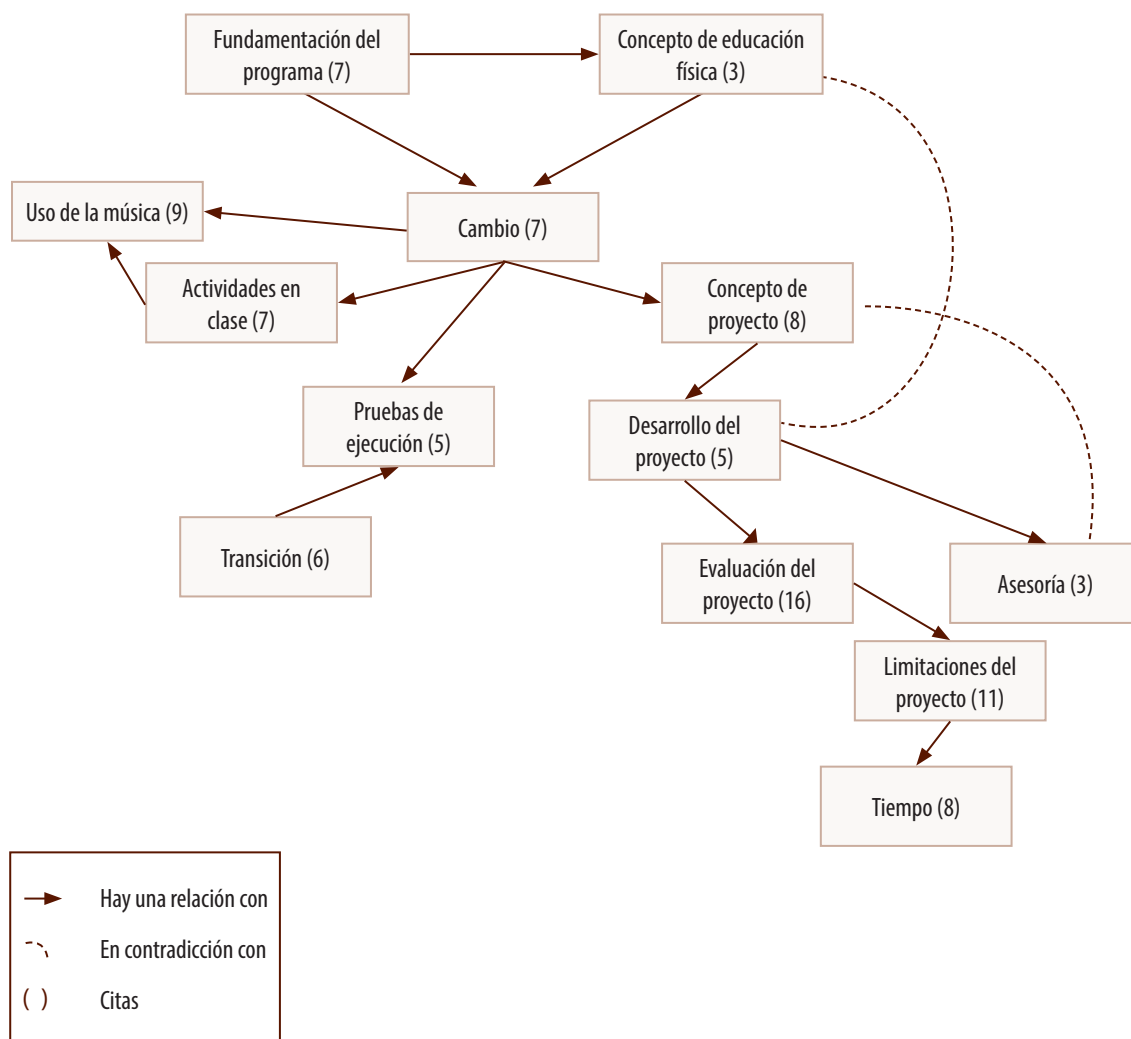 Fundamentación del
programa (7)
Concepto de educación
física (3)
Uso de la música (9)
Cambio (7)
Actividades en
clase (7)
Concepto de
proyecto (8)
Pruebas de
ejecución (5)
Desarrollo del
proyecto (5)
Transición (6)
Evaluación del
proyecto (16)
Asesoría (3)
Limitaciones del
proyecto (11)
Tiempo (8)
Hay una relación con
En contradicción con
( ) Citas